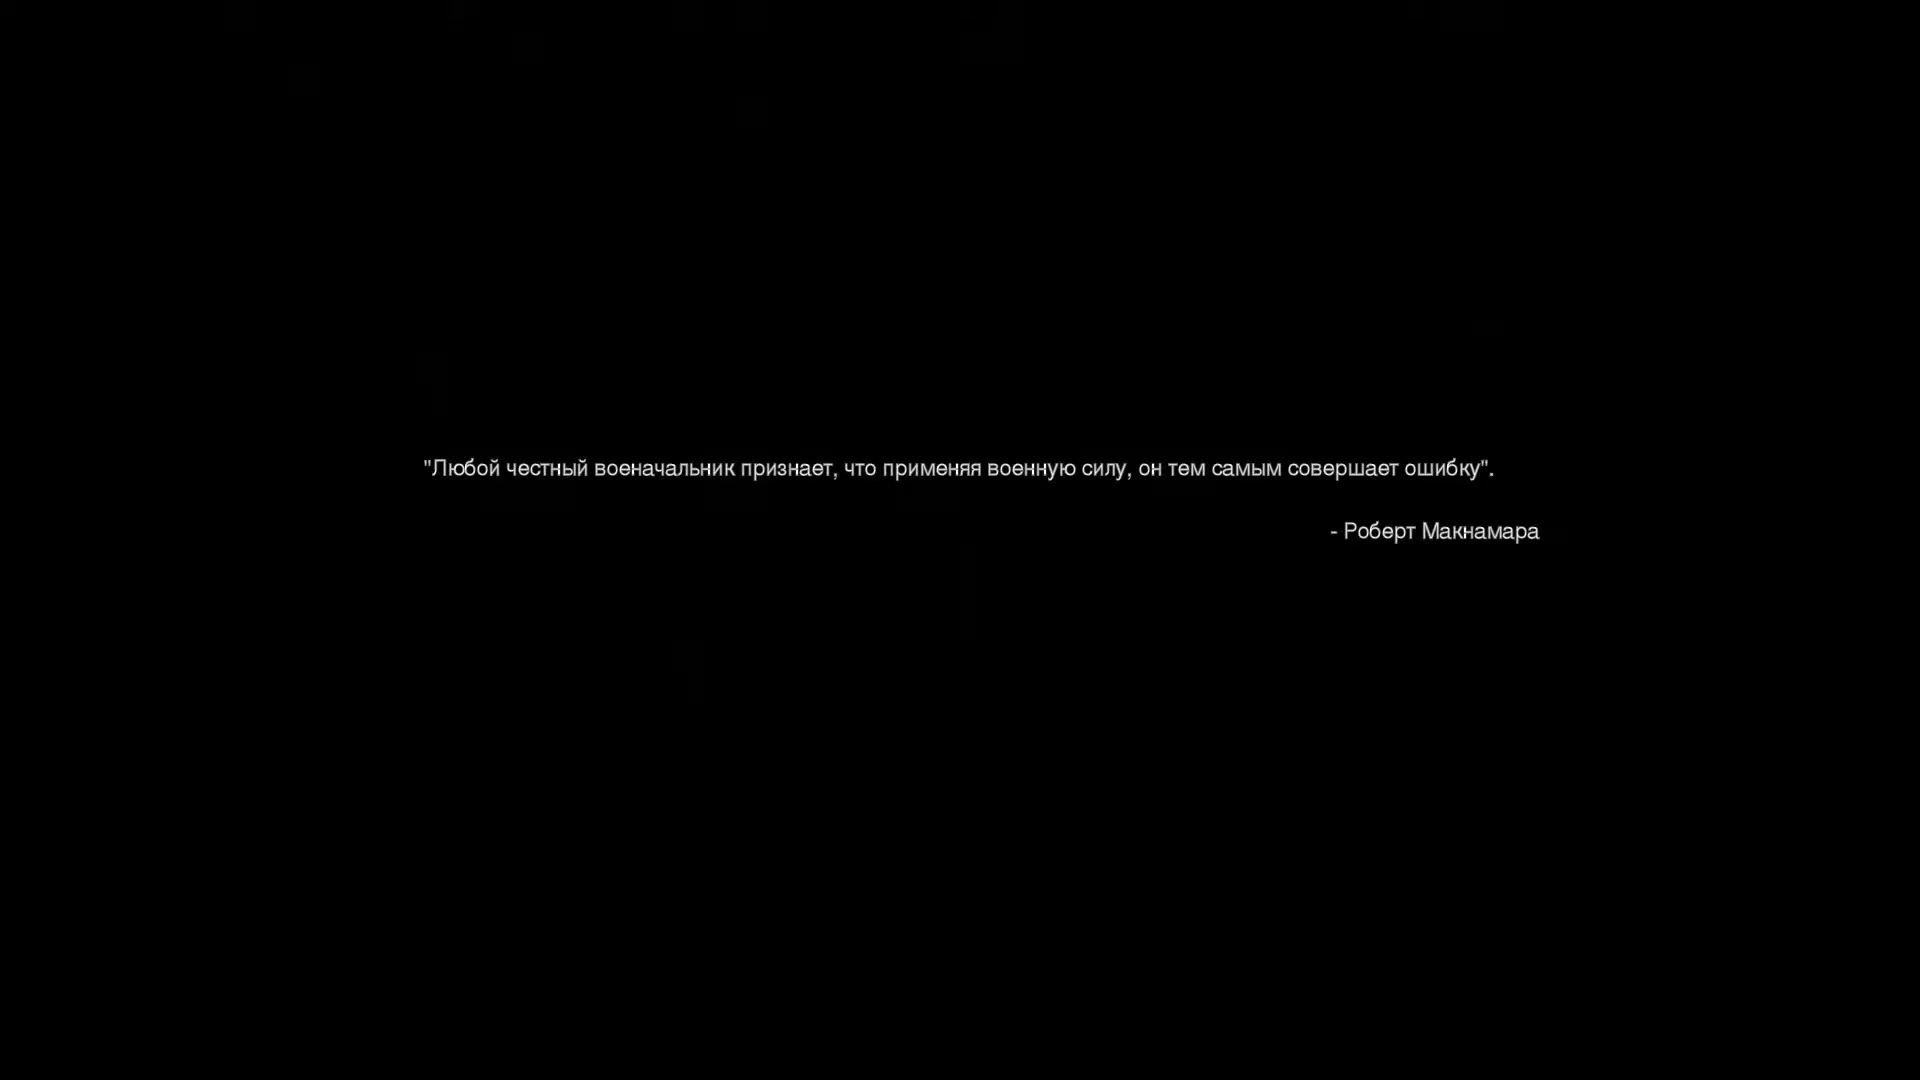 "Любой честный военачальник признает, что применяя военную силу, он тем самым совершает ошибку".
- Роберт Макнамара